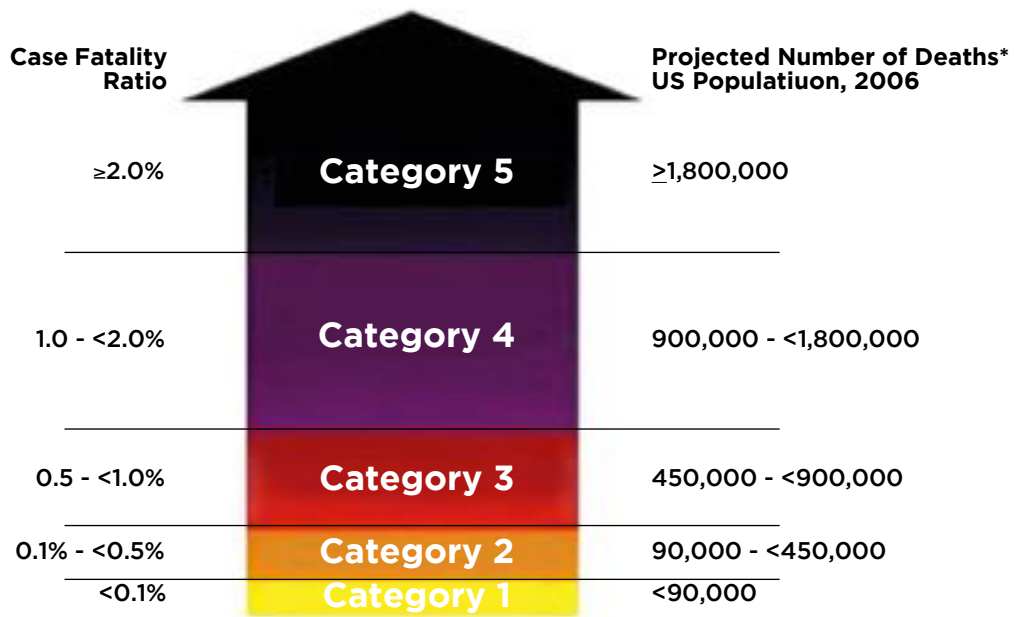 Case Fatality
Ratio
Projected Number of Deaths*
US Populatiuon, 2006
≥2.0%
Category 5
≥1,800,000
1.0 - <2.0%
Category 4
900,000 - <1,800,000
0.5 - <1.0%
Category 3
450,000 - <900,000
0.1% - <0.5%
Category 2
90,000 - <450,000
<0.1%
Category 1
<90,000